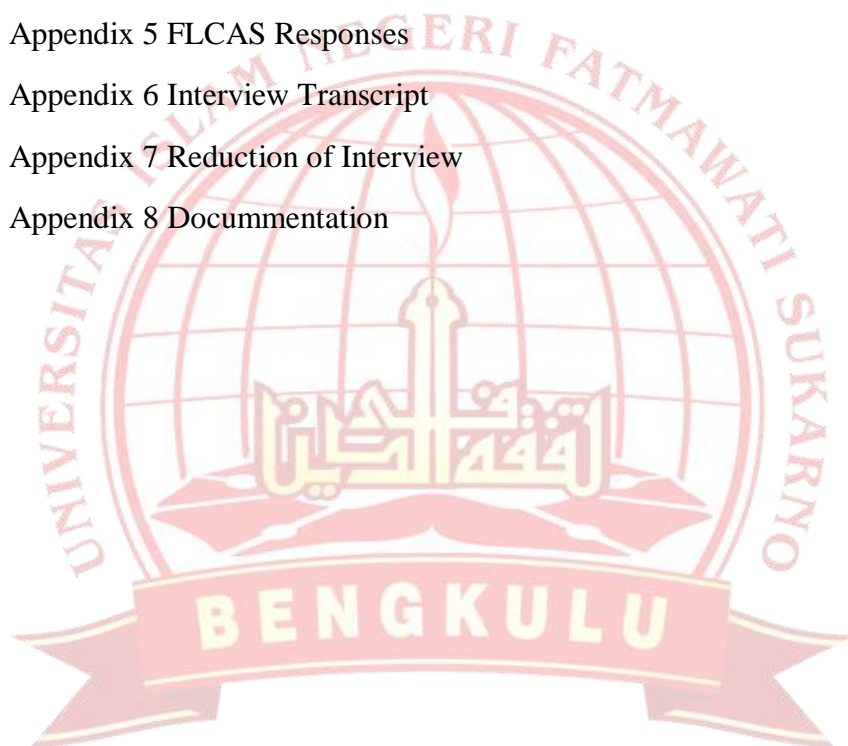 Appendix 5 FLCAS Responses
Appendix 6 Interview Transcript
Appendix 7 Reduction of Interview
Appendix 8 Docummentation
UNIVERSITAS ISLAM NEGERI FATMAWATI SUKARNO
BENGKULU